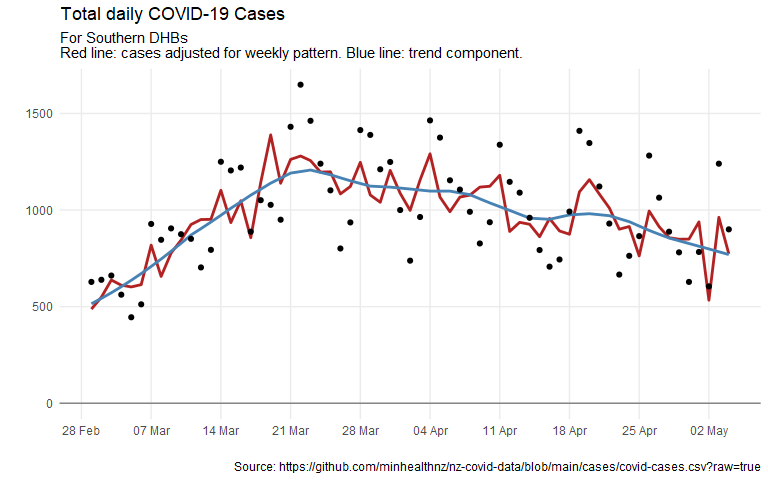 Total daily COVID-19 Cases
For Southern DHBs
Red line: cases adjusted for weekly pattern. Blue line: trend component.
1500
1000
500
0
28 Feb 07 Mar 14 Mar 21 Mar 28 Mar 04 Apr 11 Apr 18 Apr 25 Apr 02 May
Source: https://github.com/minhealthnz/nz-covid-data/blob/main/cases/covid-cases.csv?raw=true